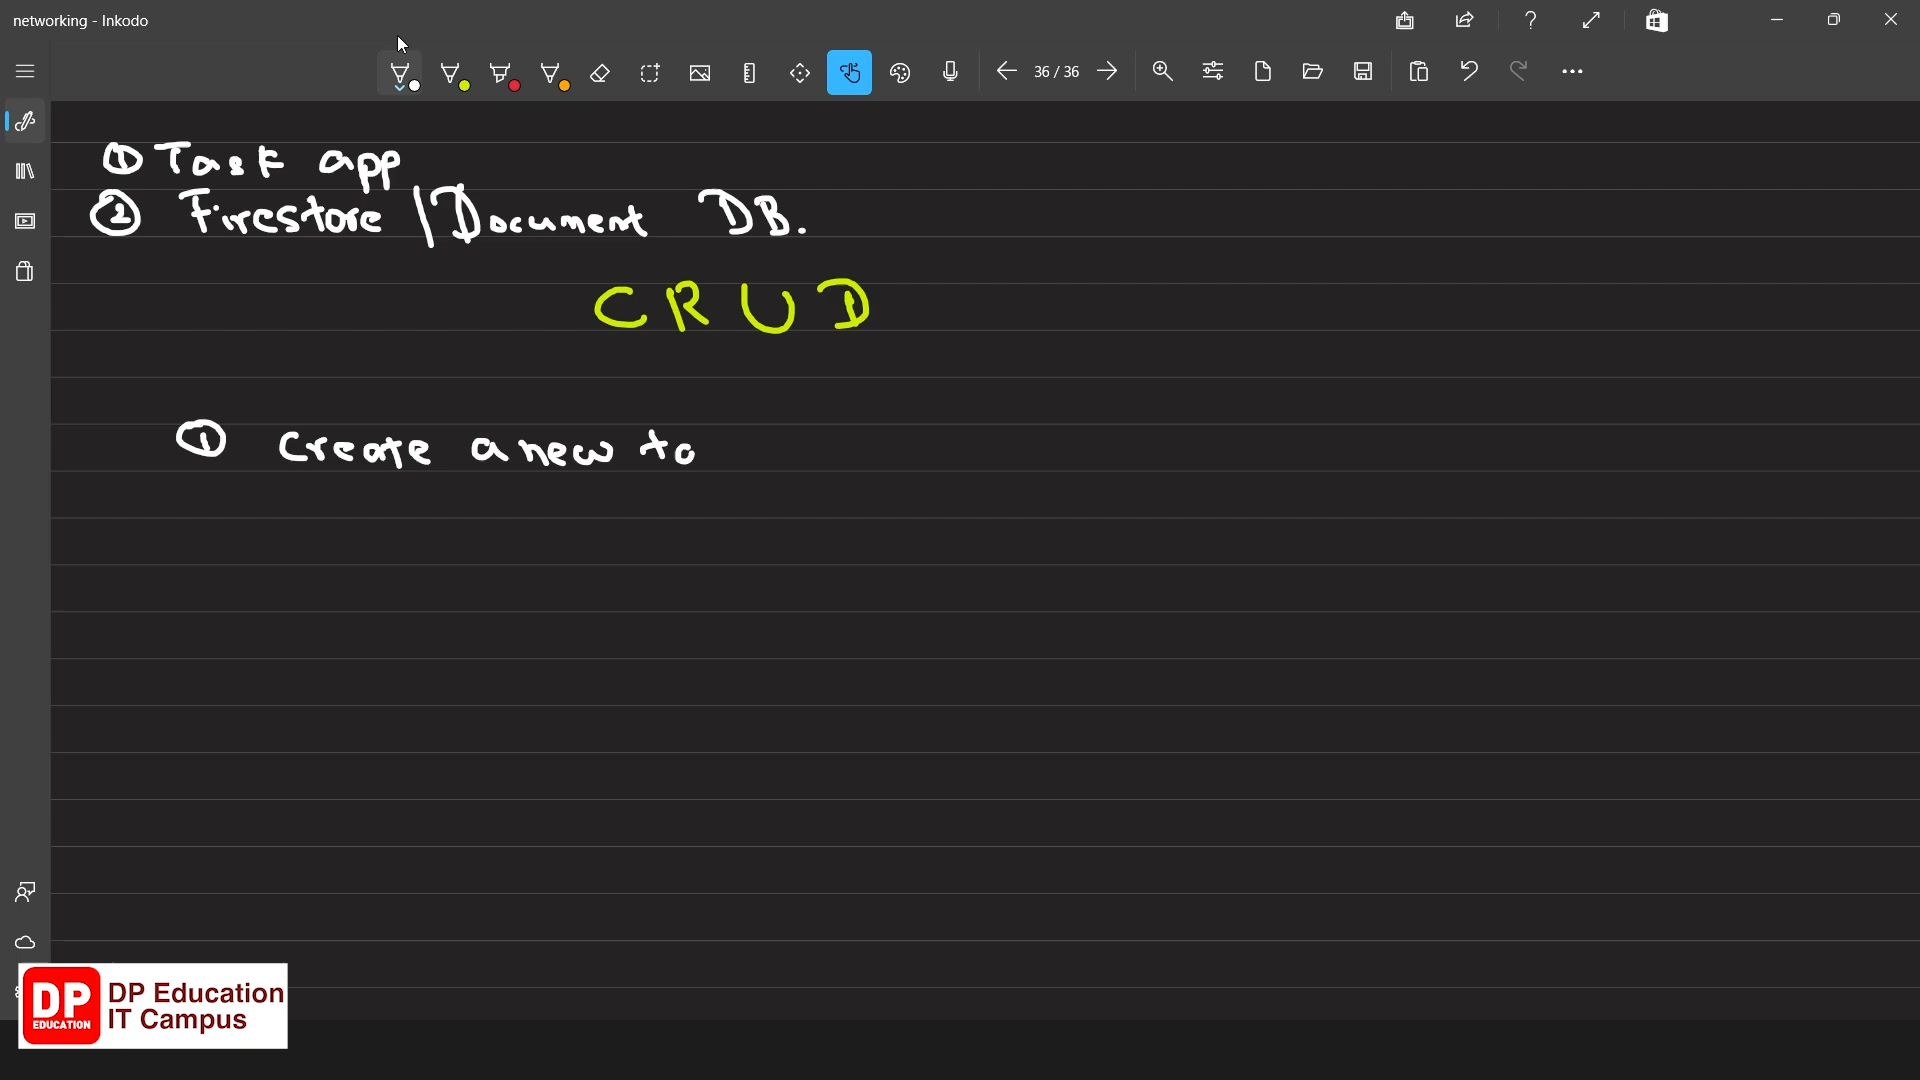 networking - Inkodo
36 / 36
① Task app
② Firestore / Document DB.
C R U D
① Create a new to
DP EDUCATION
DP Education
IT Campus